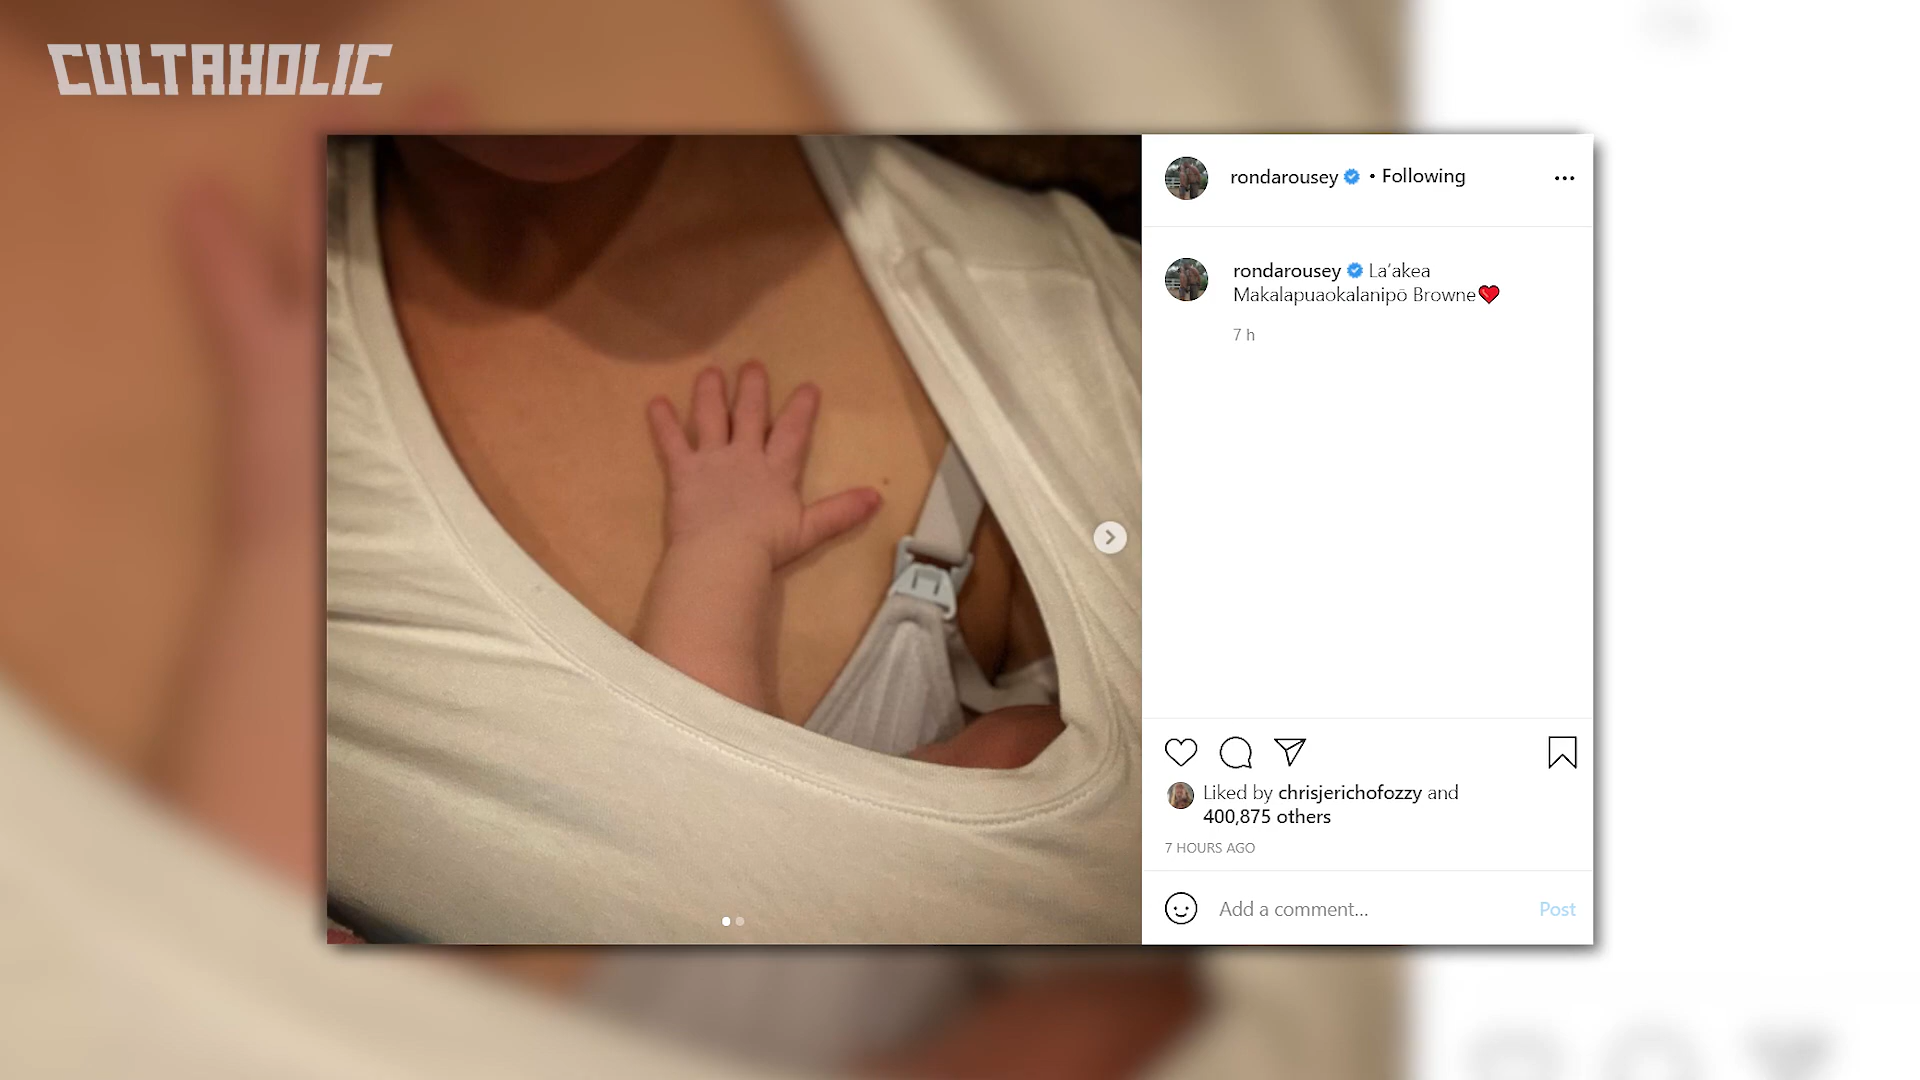 CULTAHOLIC
rondarousey • Following
rondarousey La’akea
Makalapuaokalanipō Browne❤️
7 h
Liked by chrisjerichofozzy and
400,875 others
7 HOURS AGO
Add a comment...
Post